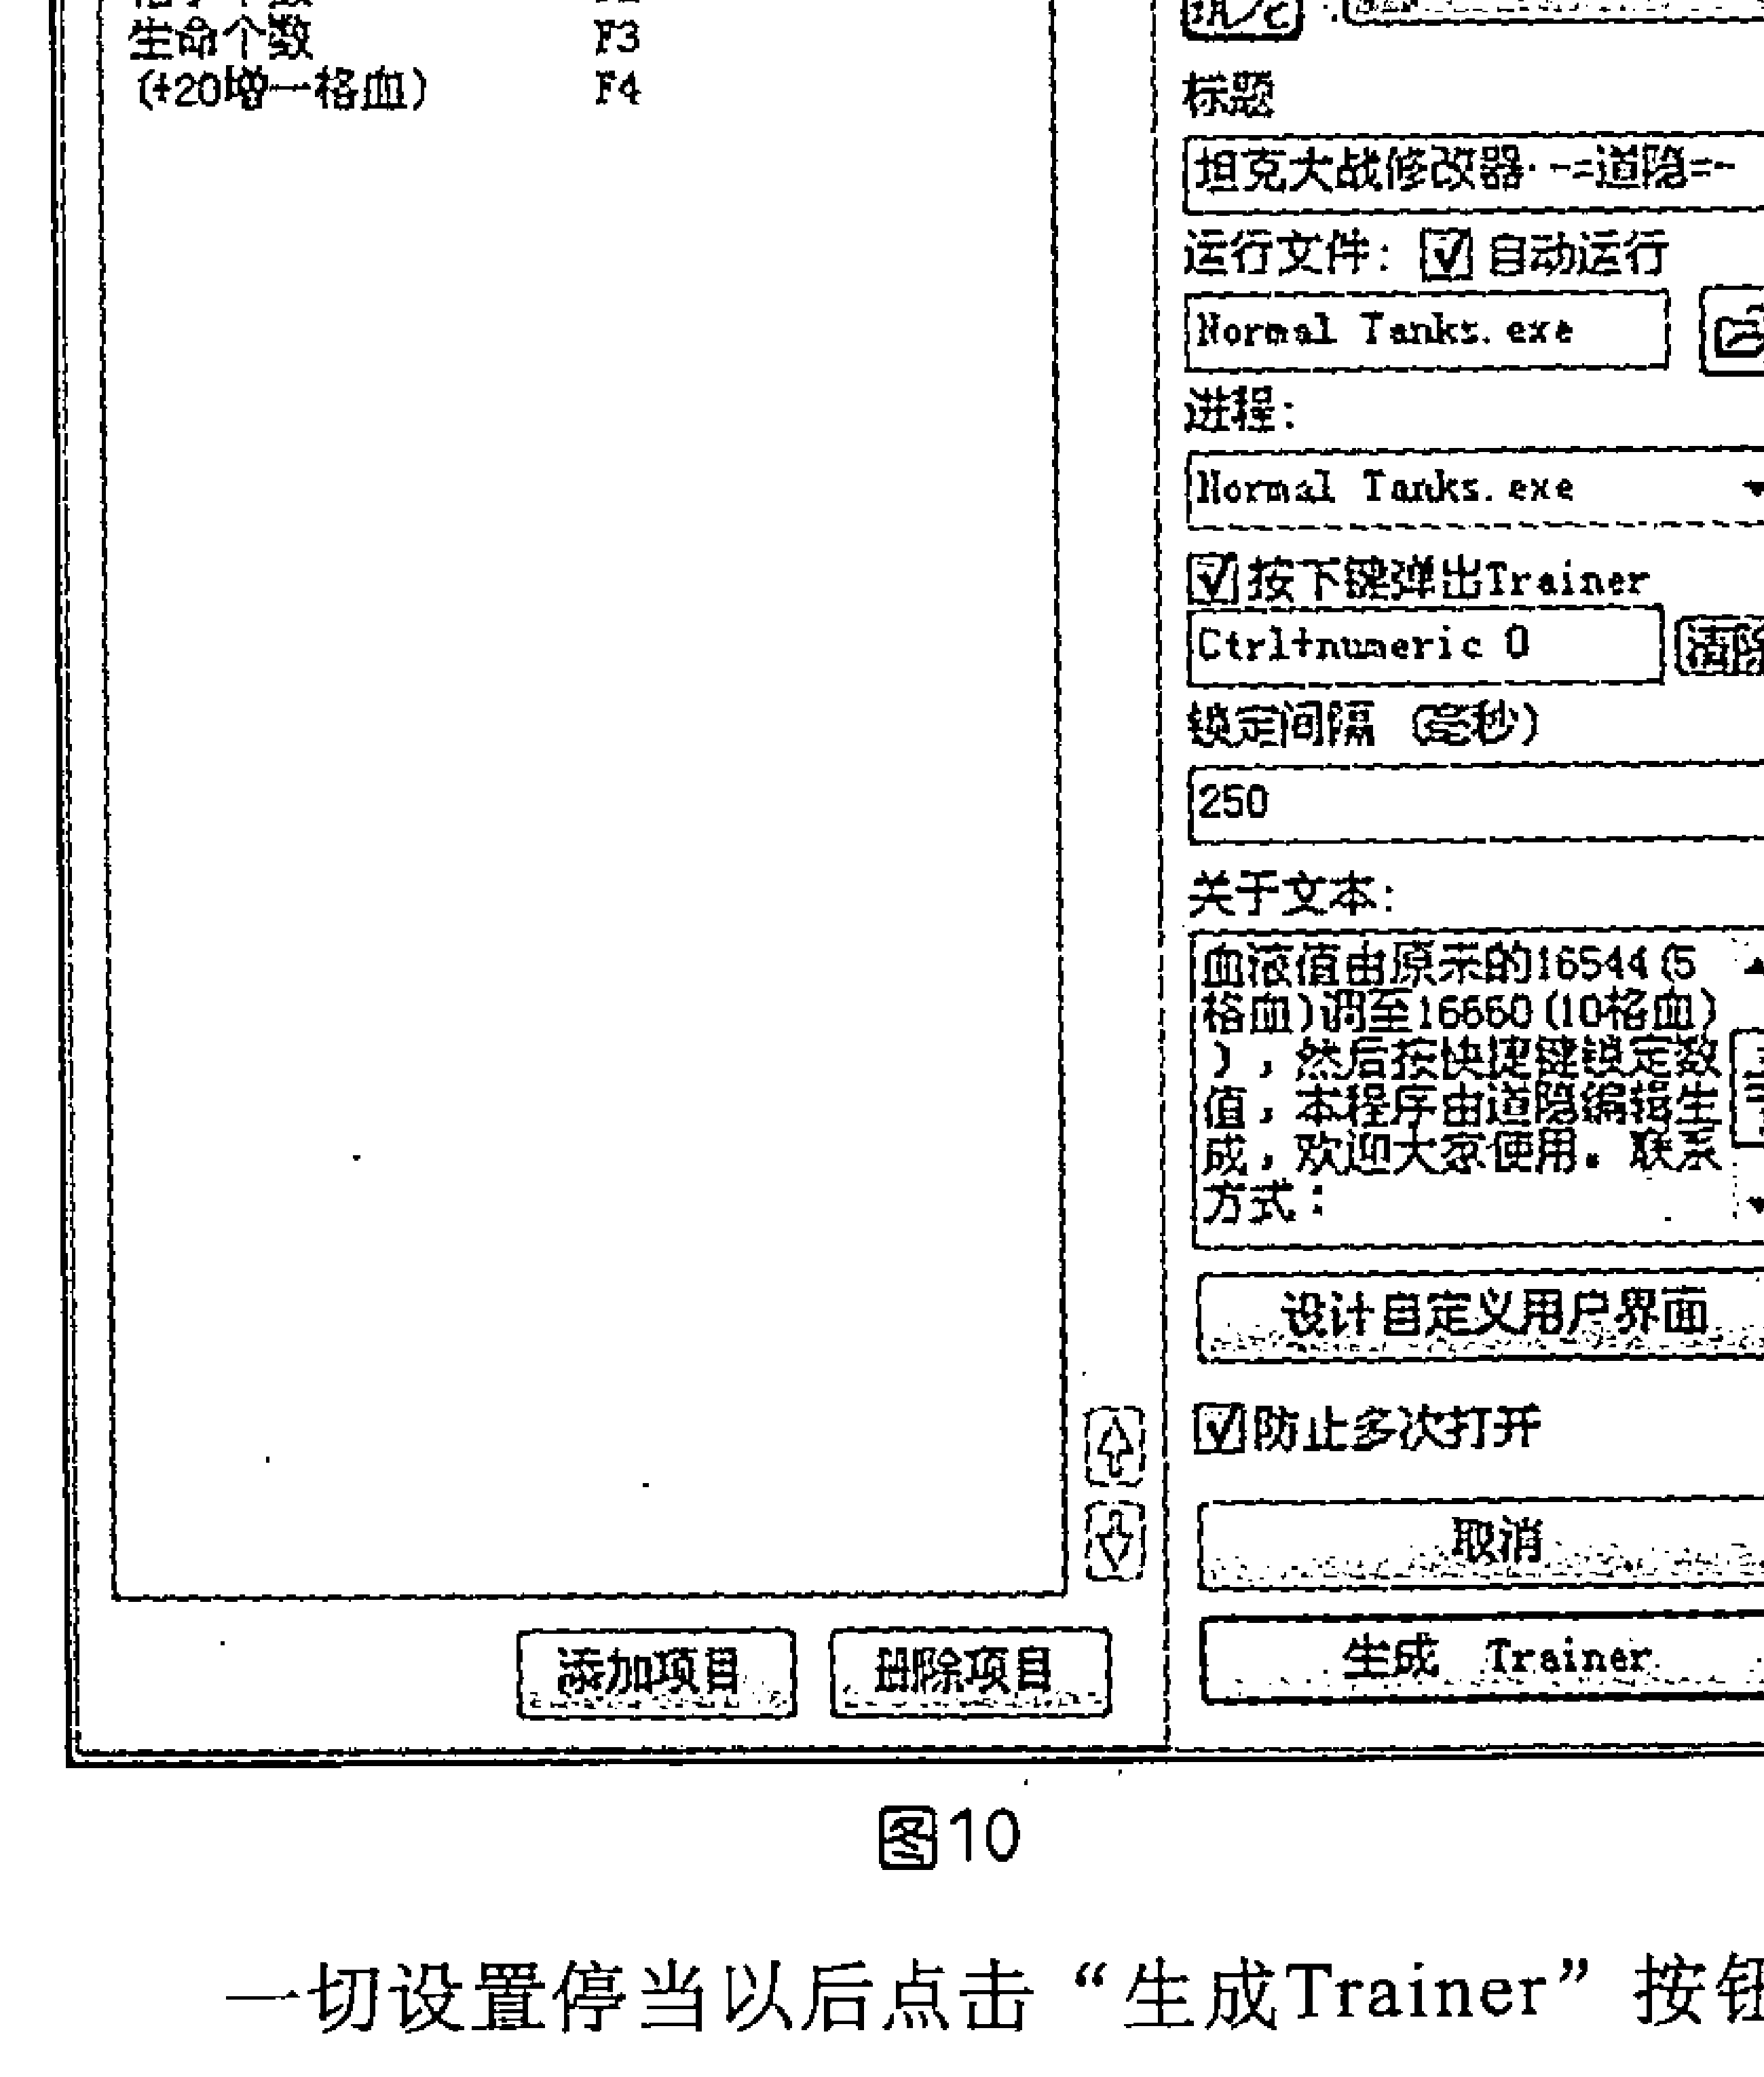 生命个数 F3
(+20增一格血) F4
标题
坦克大战修改器 -=道隐=-
运行文件: 自动运行
Normal Tanks.exe
进程:
Normal Tanks.exe
按下键弹出Trainer
Ctrl+numeric 0 清除
锁定间隔 (毫秒)
250
关于文本:
血液值由原来的16544(5
格血)调至16660(10格血)
),然后按快捷键锁定数
值,本程序由道隐编辑生
成,欢迎大家使用。联系
方式:
设计自定义用户界面
防止多次打开
取消
添加项目 删除项目
生成 Trainer
图10
一切设置停当以后点击“生成Trainer”按钮